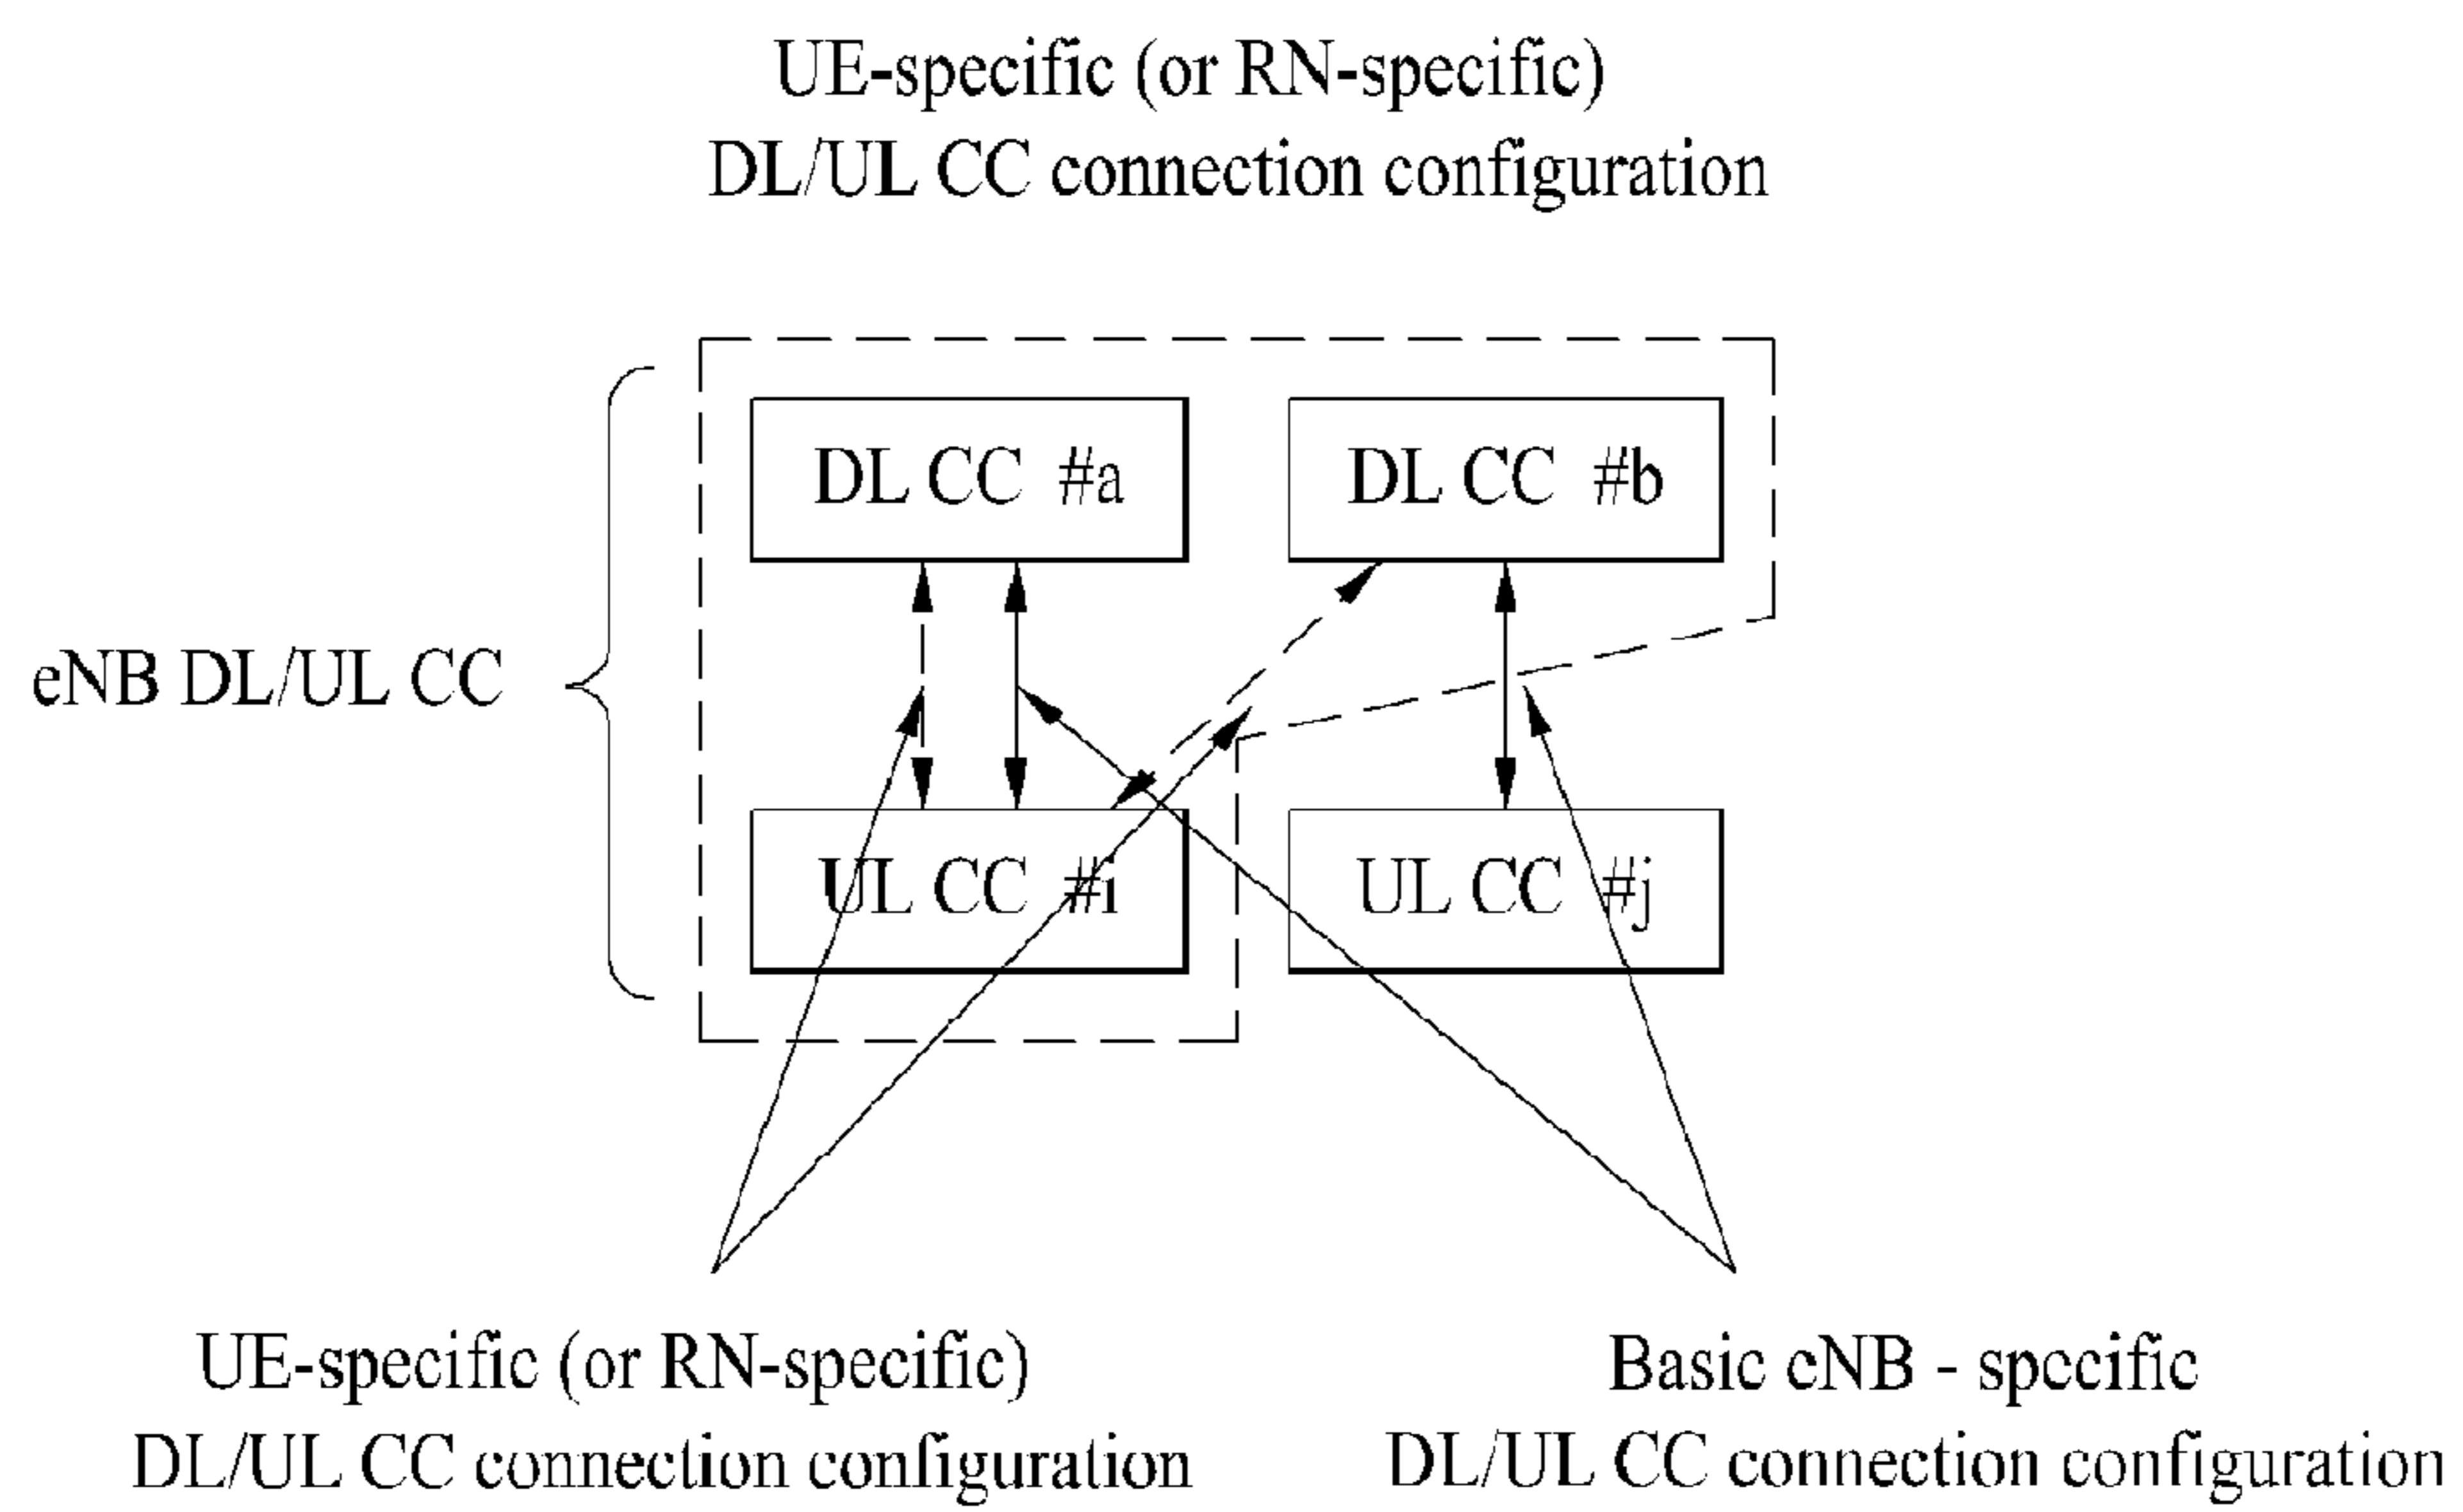 UE-specific (or RN-specific)
DL/UL CC connection configuration
DL CC #a
DL CC #b
eNB DL/UL CC
UL CC #i
UL CC #j
UE-specific (or RN-specific)
DL/UL CC connection configuration
Basic eNB - specific
DL/UL CC connection configuration